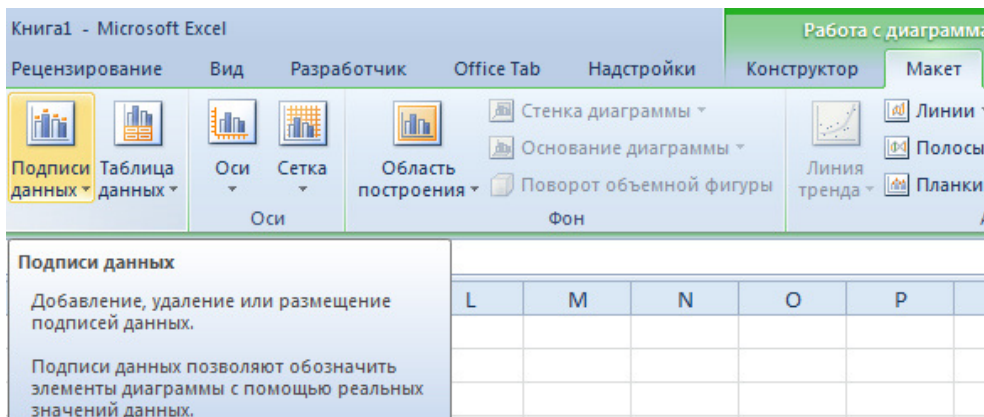 Книга1 - Microsoft Excel
Работа с диаграмма
Рецензирование Вид Разработчик Office Tab Надстройки Конструктор Макет
Подписи данных
Таблица данных
Оси
Сетка
Область построения
Стенка диаграммы
Основание диаграммы
Поворот объемной фигуры
Линия тренда
Линии
Полосы
Планки
Оси
Фон
Подписи данных
Добавление, удаление или размещение
подписей данных.
Подписи данных позволяют обозначить
элементы диаграммы с помощью реальных
значений данных.
L M N O P